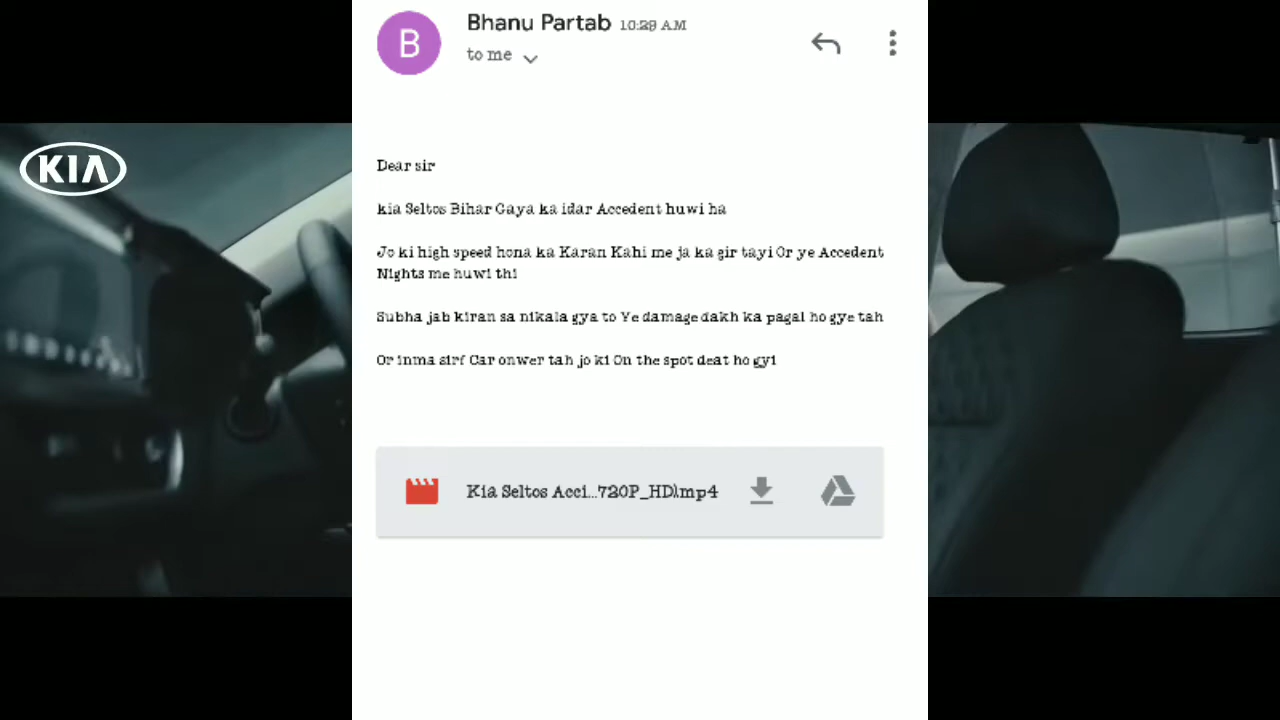 KIA
B
Bhanu Partab 10:29 AM
to me
Dear sir
kia Seltos Bihar Gaya ka idar Accedent huwi ha
Jo ki high speed hona ka Karan Kahi me ja ka gir tayi Or ye Accedent
Nights me huwi thi
Subha jab kiran sa nikala gya to Ye damage dakh ka pagal ho gye tah
Or inma sirf Car onwer tah jo ki On the spot deat ho gyi
Kia Seltos Acci...720P_HD\mp4